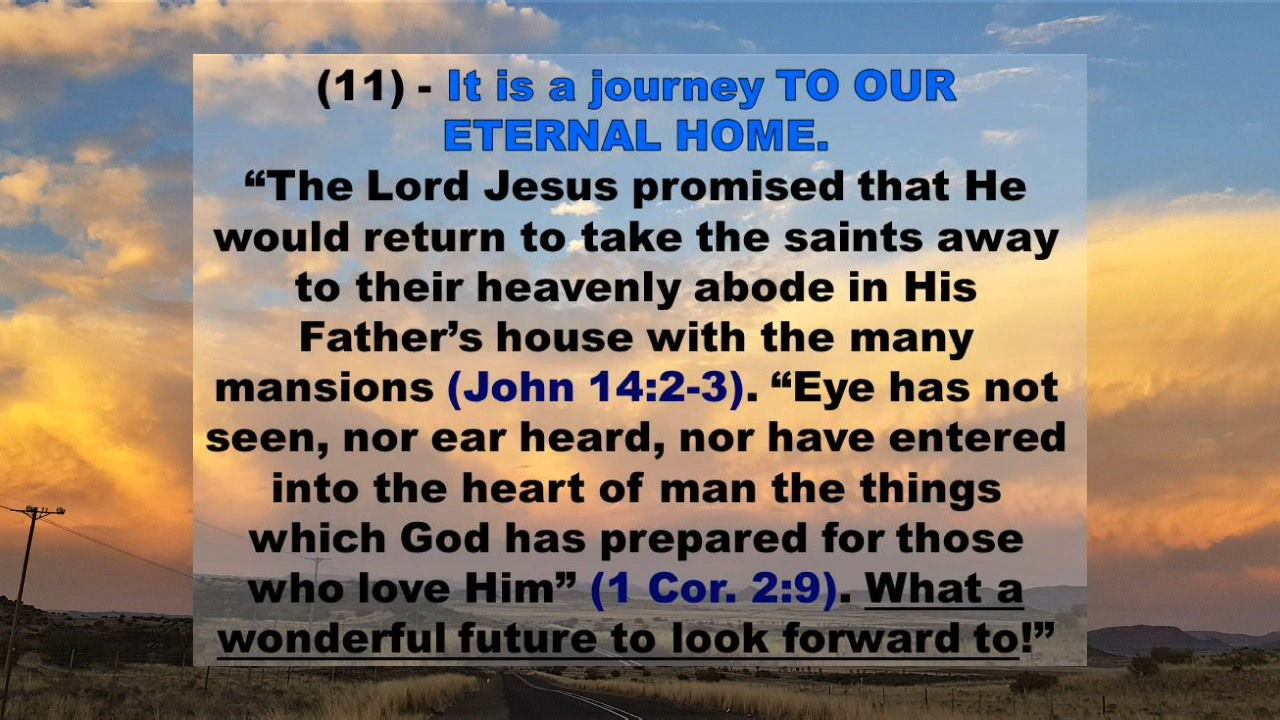 (11) - It is a journey TO OUR
ETERNAL HOME.
“The Lord Jesus promised that He
would return to take the saints away
to their heavenly abode in His
Father’s house with the many
mansions (John 14:2-3). “Eye has not
seen, nor ear heard, nor have entered
into the heart of man the things
which God has prepared for those
who love Him” (1 Cor. 2:9). What a
wonderful future to look forward to!”